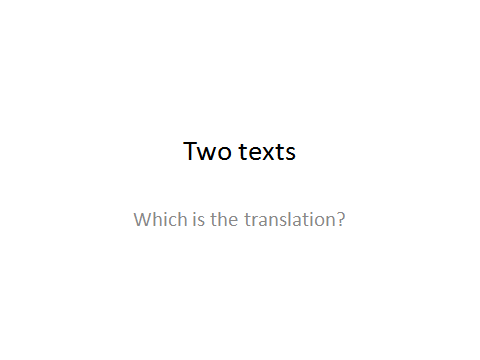 Two texts
Which is the translation?